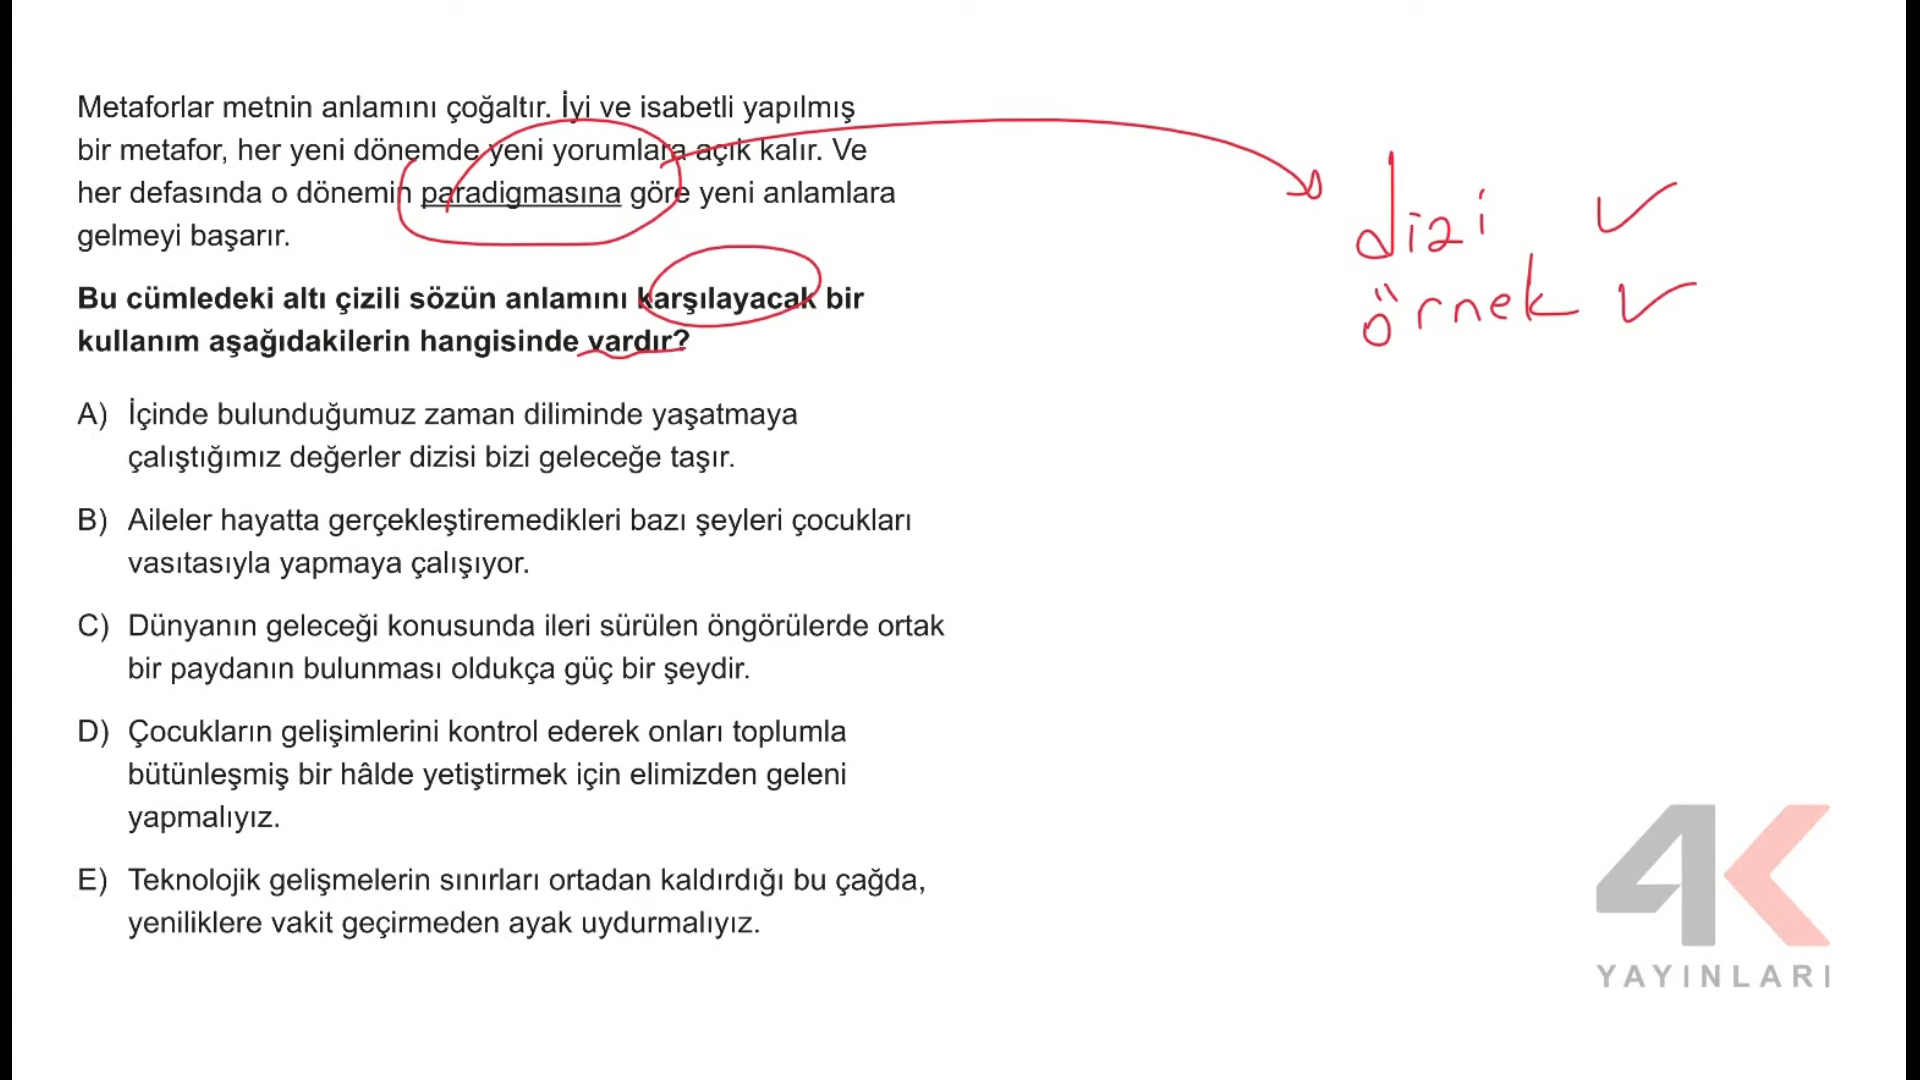 Metaforlar metnin anlamını çoğaltır. İyi ve isabetli yapılmış
bir metafor, her yeni dönemde yeni yorumlara açık kalır. Ve
her defasında o dönemin paradigmasına göre yeni anlamlara
gelmeyi başarır.
Bu cümledeki altı çizili sözün anlamını karşılayacak bir
kullanım aşağıdakilerin hangisinde vardır?
A) İçinde bulunduğumuz zaman diliminde yaşatmaya
çalıştığımız değerler dizisi bizi geleceğe taşır.
B) Aileler hayatta gerçekleştiremedikleri bazı şeyleri çocukları
vasıtasıyla yapmaya çalışıyor.
C) Dünyanın geleceği konusunda ileri sürülen öngörülerde ortak
bir paydanın bulunması oldukça güç bir şeydir.
D) Çocukların gelişimlerini kontrol ederek onları toplumla
bütünleşmiş bir hâlde yetiştirmek için elimizden geleni
yapmalıyız.
E) Teknolojik gelişmelerin sınırları ortadan kaldırdığı bu çağda,
yeniliklere vakit geçirmeden ayak uydurmalıyız.
dizi
örnek
4K
YAYINLARI